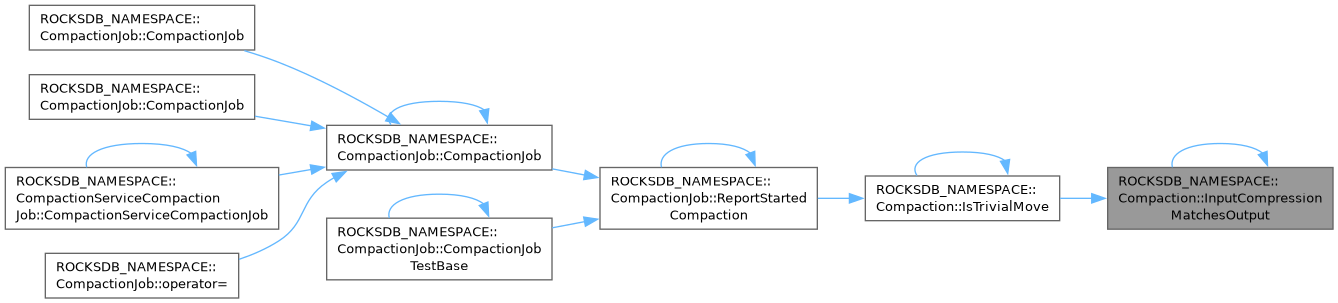 ROCKSDB_NAMESPACE::
CompactionJob::CompactionJob
ROCKSDB_NAMESPACE::
CompactionJob::CompactionJob
ROCKSDB_NAMESPACE::
CompactionServiceCompaction
Job::CompactionServiceCompactionJob
ROCKSDB_NAMESPACE::
CompactionJob::operator=
ROCKSDB_NAMESPACE::
CompactionJob::CompactionJob
ROCKSDB_NAMESPACE::
CompactionJob::CompactionJob
TestBase
ROCKSDB_NAMESPACE::
CompactionJob::ReportStarted
Compaction
ROCKSDB_NAMESPACE::
Compaction::IsTrivialMove
ROCKSDB_NAMESPACE::
Compaction::InputCompression
MatchesOutput